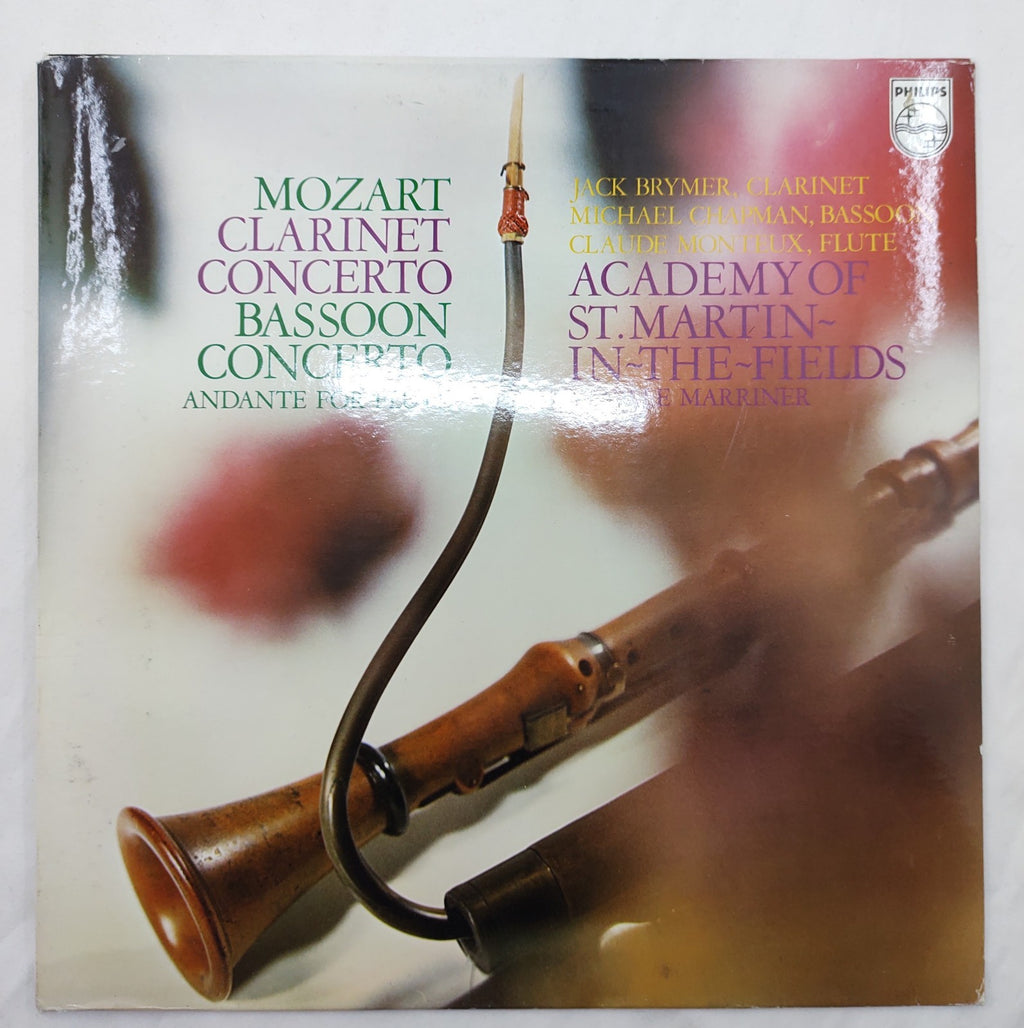 PHILIPS
MOZART
CLARINET
CONCERTO
BASSOON
CONCERTO
ANDANTE FOR
JACK BRYMER, CLARINET
MICHAEL CHAPMAN, BASSOON
CLAUDE MONTEUX, FLUTE
ACADEMY OF
ST. MARTIN~
IN~THE~FIELDS
MARRINER